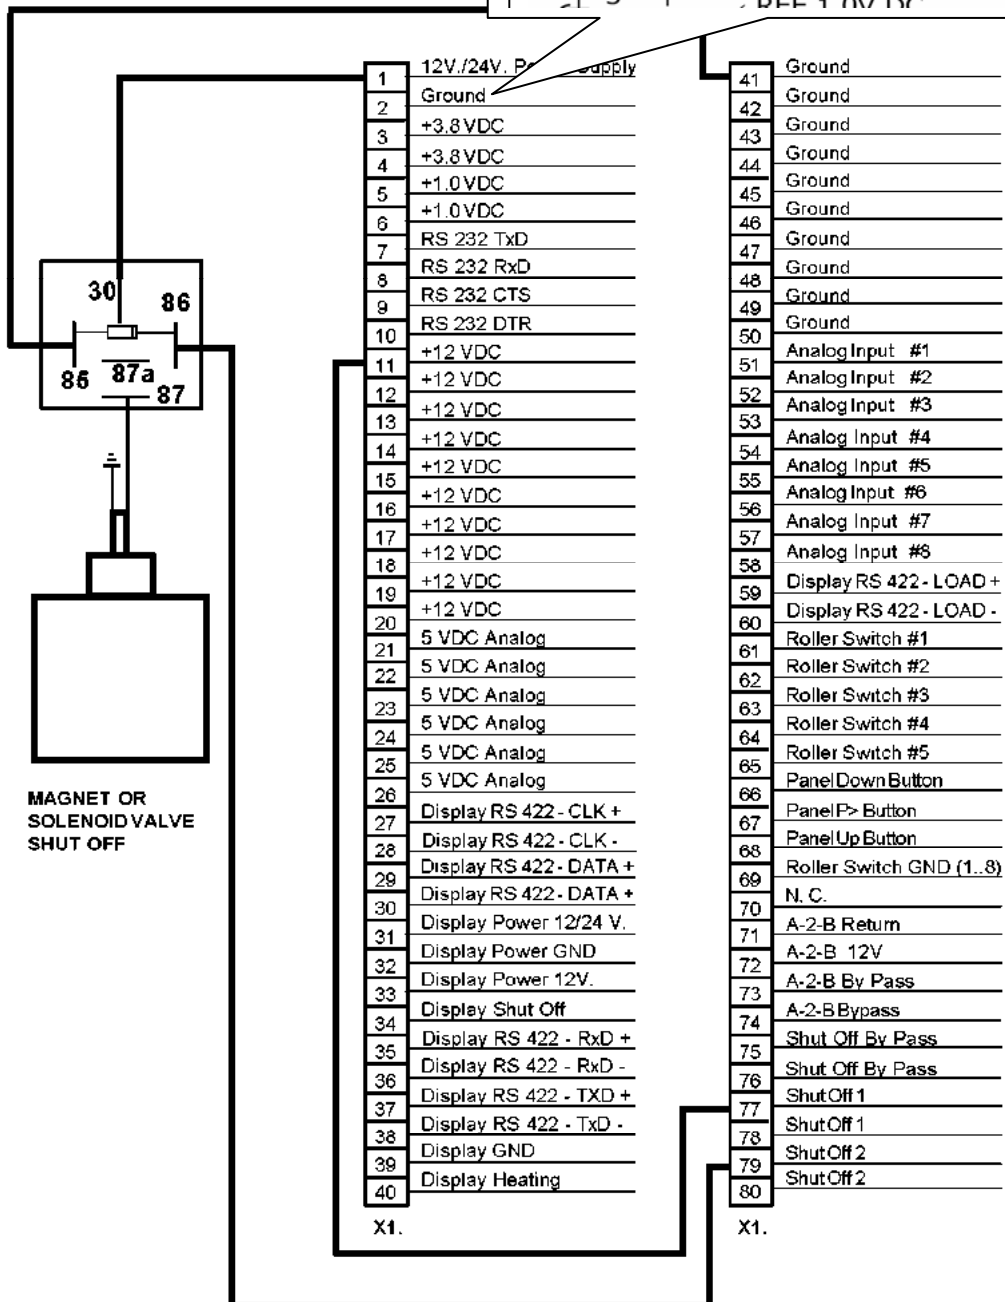 REF 1.0V DC
12V./24V. Supply
1
Ground
2
+3.8VDC
3
+3.8VDC
4
+1.0VDC
5
+1.0VDC
6
RS 232 TxD
7
RS 232 RxD
8
RS 232 CTS
9
RS 232 DTR
10
+12 VDC
11
+12 VDC
12
+12 VDC
13
+12 VDC
14
+12 VDC
15
+12 VDC
16
+12 VDC
17
+12 VDC
18
+12 VDC
19
+12 VDC
20
5 VDC Analog
21
5 VDC Analog
22
5 VDC Analog
23
5 VDC Analog
24
5 VDC Analog
25
5 VDC Analog
26
Display RS 422 - CLK +
27
Display RS 422 - CLK -
28
Display RS 422 - DATA +
29
Display RS 422 - DATA +
30
Display Power 12/24 V.
31
Display Power GND
32
Display Power 12V.
33
Display Shut Off
34
Display RS 422 - RxD +
35
Display RS 422 - RxD -
36
Display RS 422 - TXD +
37
Display RS 422 - TxD -
38
Display GND
39
Display Heating
40
X1.
Ground
41
Ground
42
Ground
43
Ground
44
Ground
45
Ground
46
Ground
47
Ground
48
Ground
49
Ground
50
Analog Input #1
51
Analog Input #2
52
Analog Input #3
53
Analog Input #4
54
Analog Input #5
55
Analog Input #6
56
Analog Input #7
57
Analog Input #8
58
Display RS 422 - LOAD +
59
Display RS 422 - LOAD -
60
Roller Switch #1
61
Roller Switch #2
62
Roller Switch #3
63
Roller Switch #4
64
Roller Switch #5
65
Panel Down Button
66
Panel P> Button
67
Panel Up Button
68
Roller Switch GND (1..8)
69
N. C.
70
A-2-B Return
71
A-2-B 12V
72
A-2-B By Pass
73
A-2-B Bypass
74
Shut Off By Pass
75
Shut Off By Pass
76
Shut Off 1
77
Shut Off 1
78
Shut Off 2
79
Shut Off 2
80
X1.
30
86
85
87a
87
MAGNET OR
SOLENOID VALVE
SHUT OFF